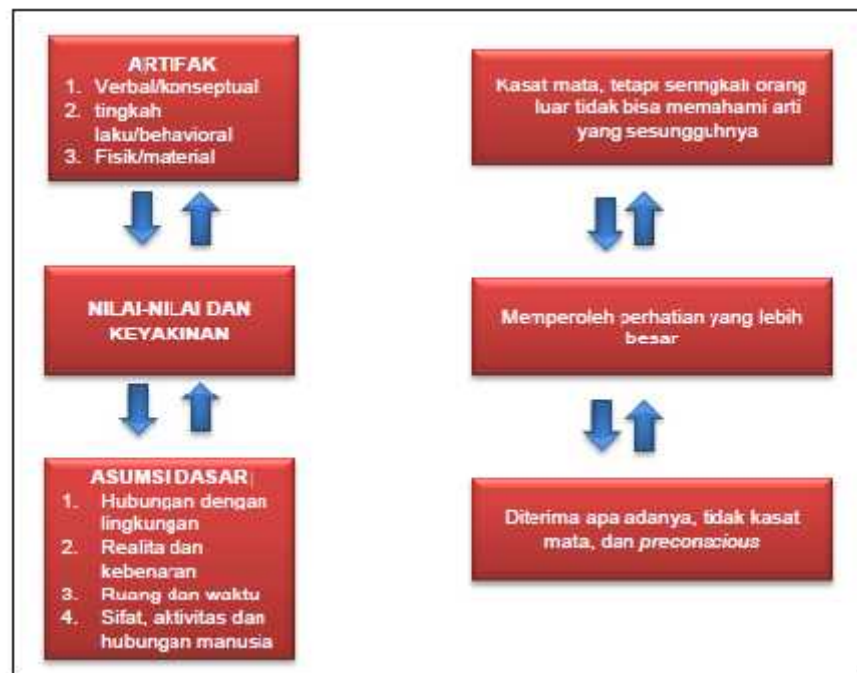 ARTIFAK
1. Verbal/konseptual
2. tingkah
laku/behavioral
3. Fisik/material
NILAI-NILAI DAN
KEYAKINAN
ASUMSI DASAR
1. Hubungan dengan
lingkungan
2. Realita dan
kebenaran
3. Ruang dan waktu
4. Sifat, aktivitas dan
hubungan manusia
Kasat mata, tetapi seringkali orang
luar tidak bisa memahami arti
yang sesungguhnya
Memperoleh perhatian yang lebih
besar
Diterima apa adanya, tidak kasat
mata, dan preconscious